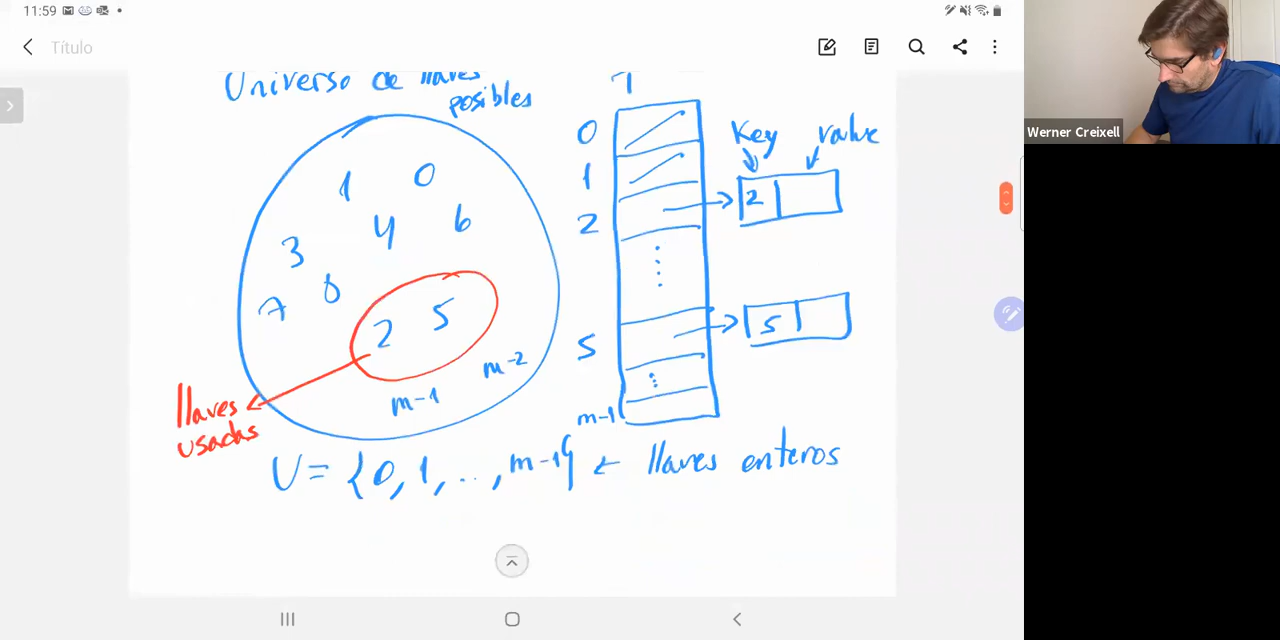 11:59
Título
Werner Creixell
Universo de llaves
posibles
T
0
1
2
5
m-1
Key
value
2
5
1 0
3 4 6
7 8
2 5
m-2
m-1
llaves
usadas
U = {0, 1, ..., m-1} ← llaves enteros